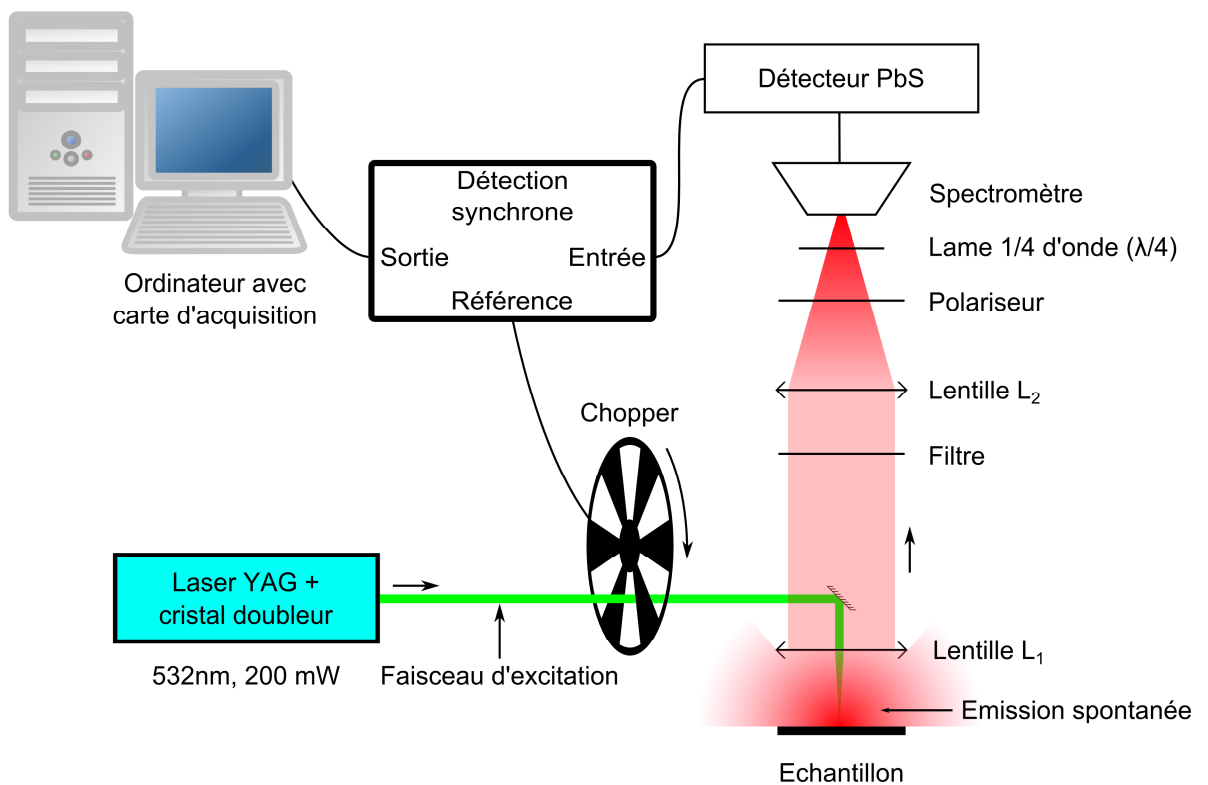 Détecteur PbS
Détection
synchrone
Sortie
Entrée
Référence
Ordinateur avec
carte d'acquisition
Spectromètre
Lame 1/4 d'onde (λ/4)
Polariseur
Lentille L₂
Filtre
Chopper
Laser YAG +
cristal doubleur
532nm, 200 mW
Faisceau d'excitation
Lentille L₁
Emission spontanée
Echantillon